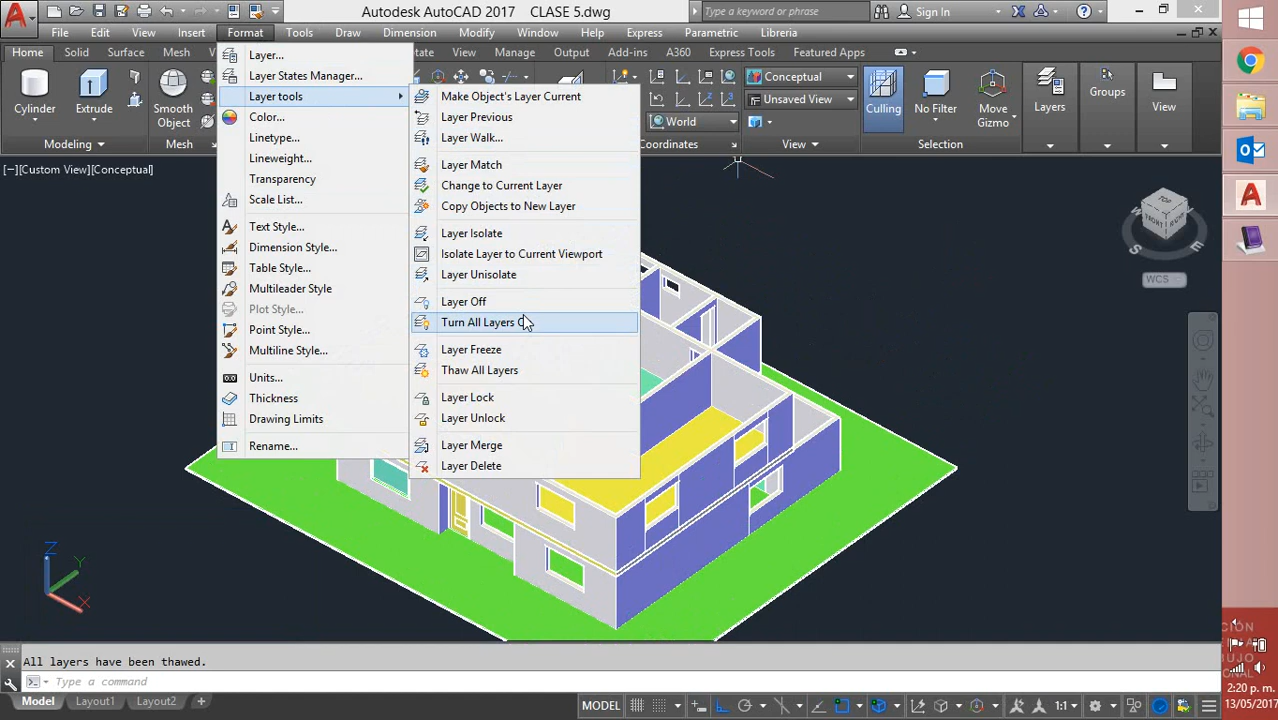 Autodesk AutoCAD 2017 CLASE 5.dwg
Type a keyword or phrase
Sign In
File Edit View Insert Format Tools Draw Dimension Modify Window Help Express Parametric Libreria
Home Solid Surface Mesh View Manage Output Add-ins A360 Express Tools Featured Apps
Cylinder
Extrude
Smooth
Object
Modeling
Mesh
World
Coordinates
Conceptual
Unsaved View
View
Culling
No Filter
Move
Gizmo
Selection
Layers
Groups
View
[−][Custom View][Conceptual]
Layer...
Layer States Manager...
Layer tools
Color...
Linetype...
Lineweight...
Transparency
Scale List...
Text Style...
Dimension Style...
Table Style...
Multileader Style
Plot Style...
Point Style...
Multiline Style...
Units...
Thickness
Drawing Limits
Rename...
Make Object's Layer Current
Layer Previous
Layer Walk...
Layer Match
Change to Current Layer
Copy Objects to New Layer
Layer Isolate
Isolate Layer to Current Viewport
Layer Unisolate
Layer Off
Turn All Layers
Layer Freeze
Thaw All Layers
Layer Lock
Layer Unlock
Layer Merge
Layer Delete
TOP
FRONT
S E
WCS
Z
Y
X
All layers have been thawed.
Type a command
Model Layout1 Layout2 +
MODEL
1:1
2:20 p. m.
13/05/2017